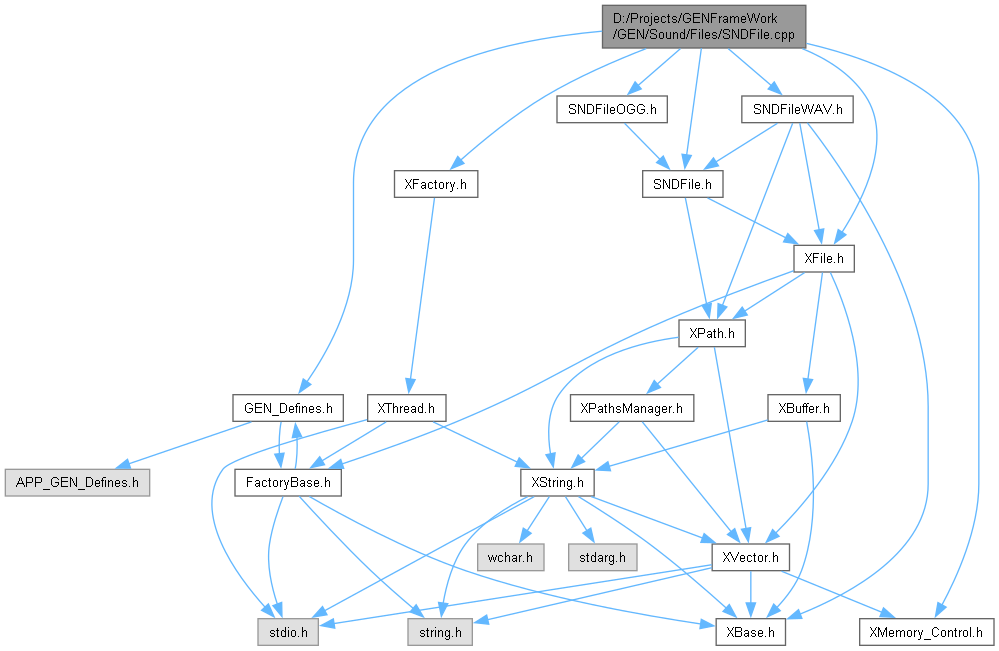 D:/Projects/GENFrameWork
/GEN/Sound/Files/SNDFile.cpp
SNDFileOGG.h
SNDFileWAV.h
XFactory.h
SNDFile.h
XFile.h
XPath.h
GEN_Defines.h
XThread.h
XPathsManager.h
XBuffer.h
APP_GEN_Defines.h
FactoryBase.h
XString.h
wchar.h
stdarg.h
XVector.h
stdio.h
string.h
XBase.h
XMemory_Control.h